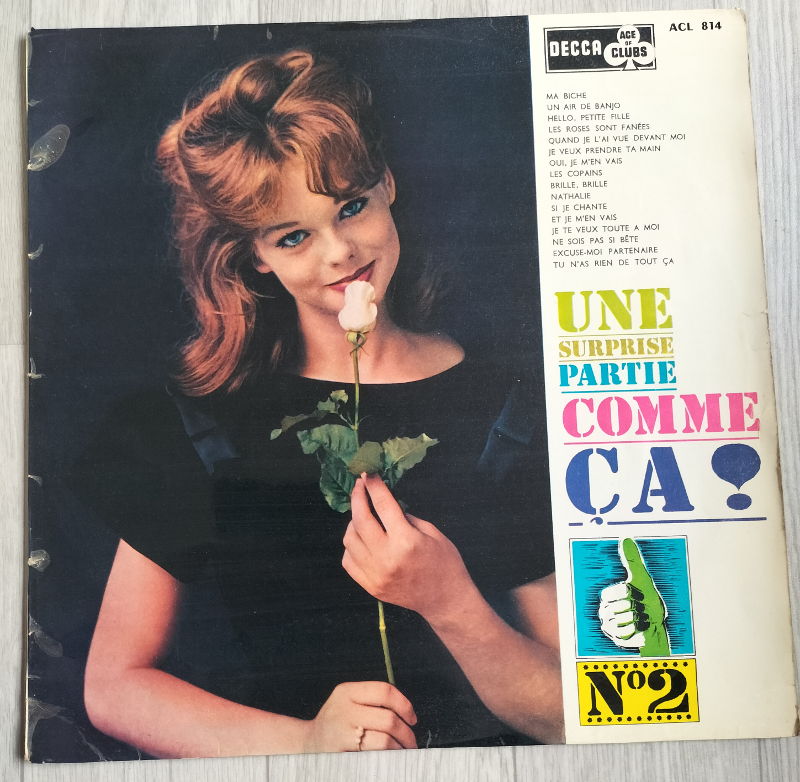 DECCA
ACE
OF
CLUBS
ACL 814
MA BICHE
UN AIR DE BANJO
HELLO, PETITE FILLE
LES ROSES SONT FANÉES
QUAND JE L'AI VUE DEVANT MOI
JE VEUX PRENDRE TA MAIN
OUI, JE M'EN VAIS
LES COPAINS
BRILLE, BRILLE
NATHALIE
SI JE CHANTE
ET JE M'EN VAIS
JE TE VEUX TOUTE A MOI
NE SOIS PAS SI BÊTE
EXCUSE-MOI PARTENAIRE
TU N'AS RIEN DE TOUT ÇA
UNE
SURPRISE
PARTIE
COMME
ÇA!
Nº2